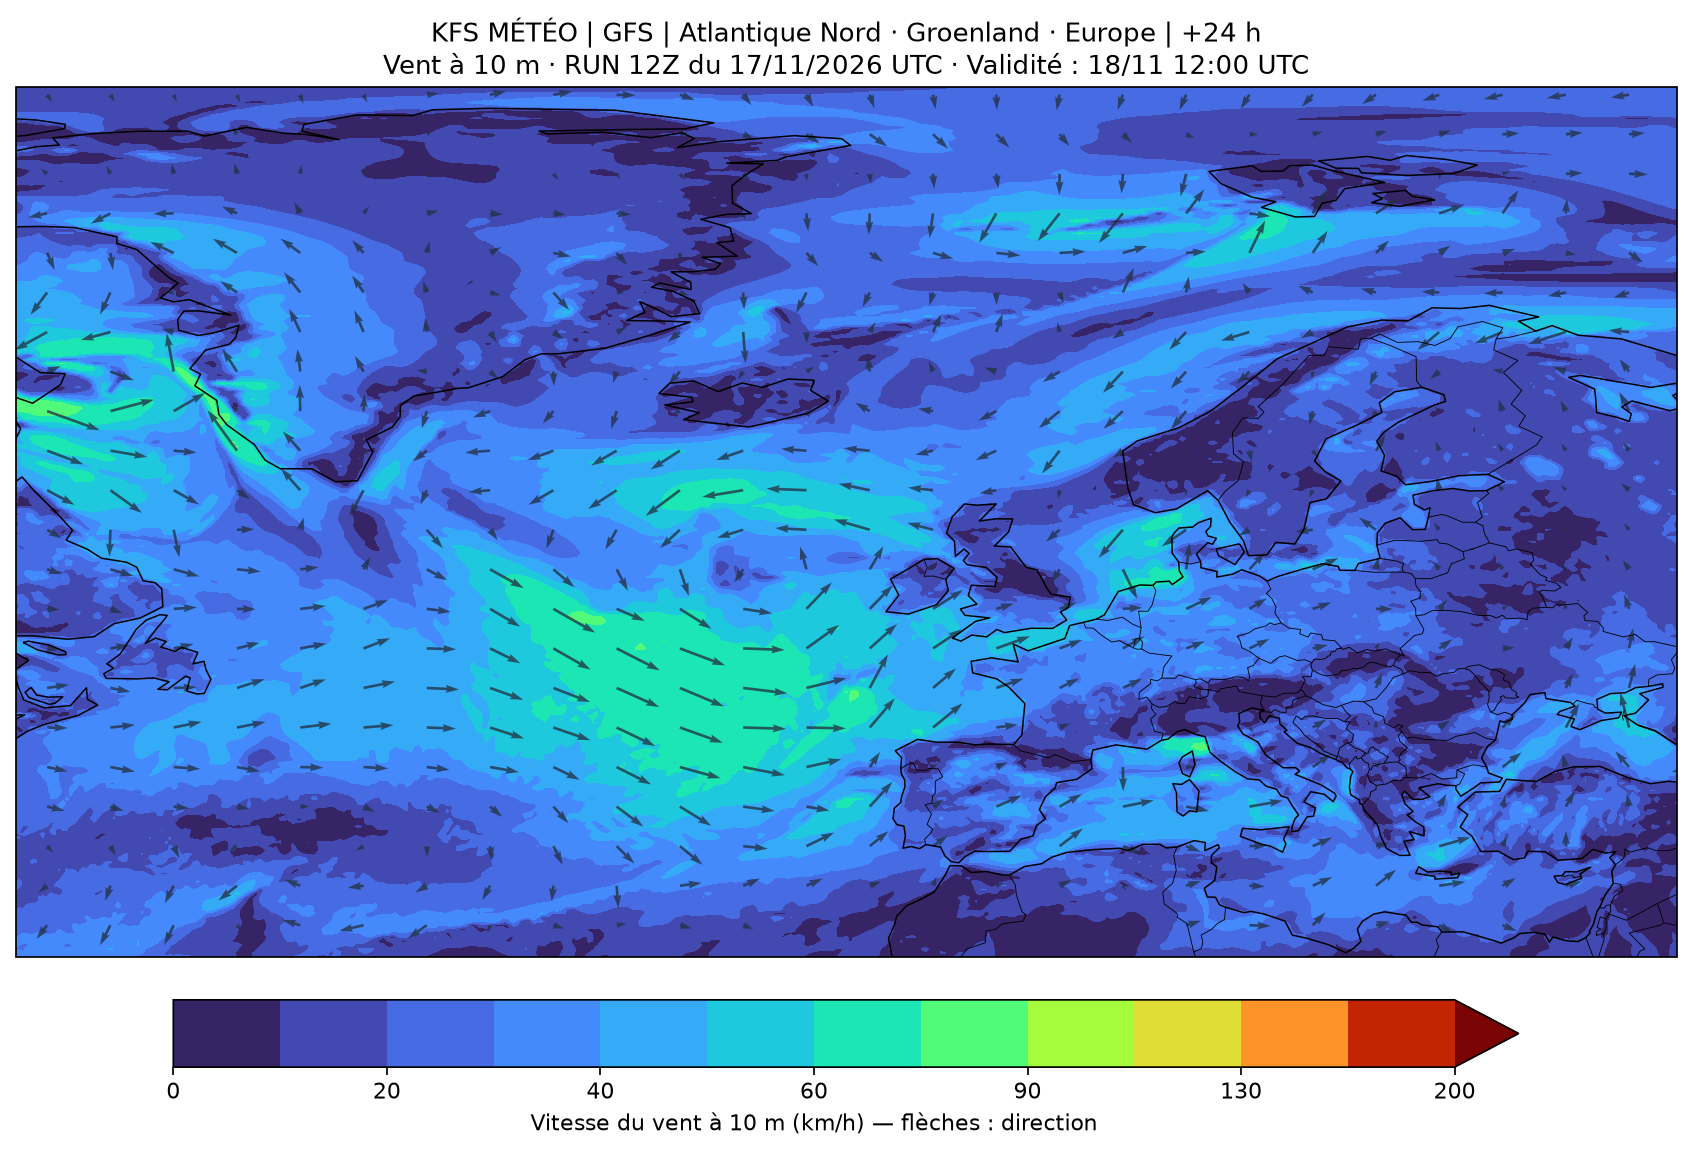 KFS MÉTÉO | GFS | Atlantique Nord · Groenland · Europe | +24 h
Vent à 10 m · RUN 12Z du 17/11/2026 UTC · Validité : 18/11 12:00 UTC
0 20 40 60 90 130 200
Vitesse du vent à 10 m (km/h) — flèches : direction